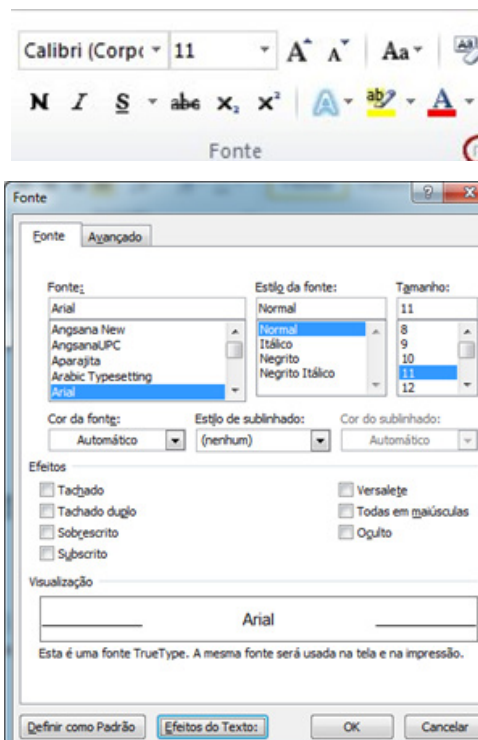 Calibri (Corpo 11 A A Aa
N I S abe x₂ x² A ab A
Fonte
Fonte
Fonte Avançado
Fonte: Estilo da fonte: Tamanho:
Arial Normal 11
Angsana New Normal 8
AngsanaUPC Itálico 9
Aparajita Negrito 10
Arabic Typesetting Negrito Itálico 11
Arial 12
Cor da fonte: Estilo de sublinhado: Cor do sublinhado:
Automático (nenhum) Automático
Efeitos
Tachado Versalete
Tachado duplo Todas em maiúsculas
Sobrescrito Oculto
Subscrito
Visualização
Arial
Esta é uma fonte TrueType. A mesma fonte será usada na tela e na impressão.
Definir como Padrão Efeitos do Texto: OK Cancelar